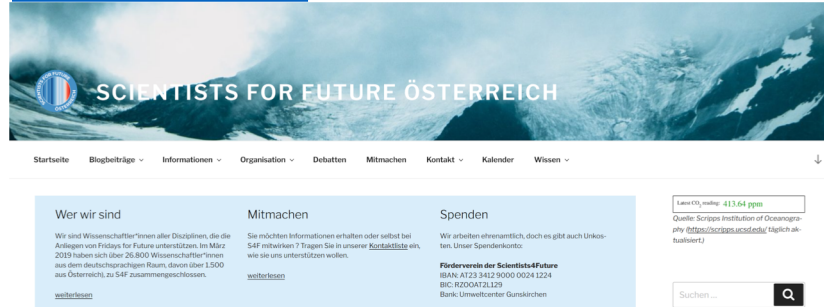 SCIENTISTS FOR FUTURE
ÖSTERREICH
SCIENTISTS FOR FUTURE ÖSTERREICH
Startseite Blogbeiträge Informationen Organisation Debatten Mitmachen Kontakt Kalender Wissen
Wer wir sind
Wir sind Wissenschaftler*innen aller Disziplinen, die die
Anliegen von Fridays for Future unterstützen. Im März
2019 haben sich über 26.800 Wissenschaftler*innen
aus dem deutschsprachigen Raum, davon über 1.500
aus Österreich), zu S4F zusammengeschlossen.
weiterlesen
Mitmachen
Sie möchten Informationen erhalten oder selbst bei
S4F mitwirken ? Tragen Sie in unserer Kontaktliste ein,
wie sie uns unterstützen wollen.
weiterlesen
Spenden
Wir arbeiten ehrenamtlich, doch es gibt auch Unkos-
ten. Unser Spendenkonto:
Förderverein der Scientists4Future
IBAN: AT23 3412 9000 0024 1224
BIC: RZOOAT2L129
Bank: Umweltcenter Gunskirchen
Latest CO2 reading: 413.64 ppm
Quelle: Scripps Institution of Oceanogra-
phy (https://scripps.ucsd.edu/ täglich ak-
tualisiert.)
Suchen …